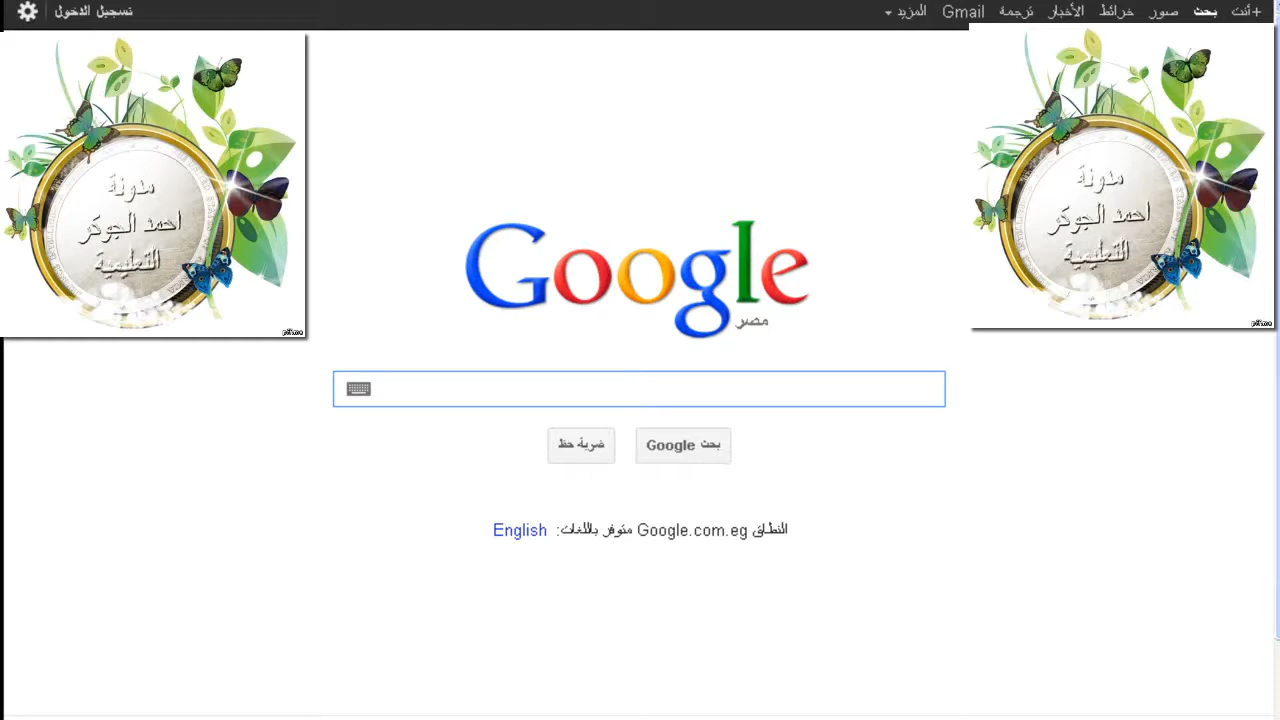 +أنت بحث صور خرائط الأخبار ترجمة Gmail المزيد
تسجيل الدخول
مدونة
احمد الجوكر
التعليمية
مدونة
احمد الجوكر
التعليمية
Google
مصر
بحث Google
ضربة حظ
النطاق Google.com.eg متوفر باللغات: English